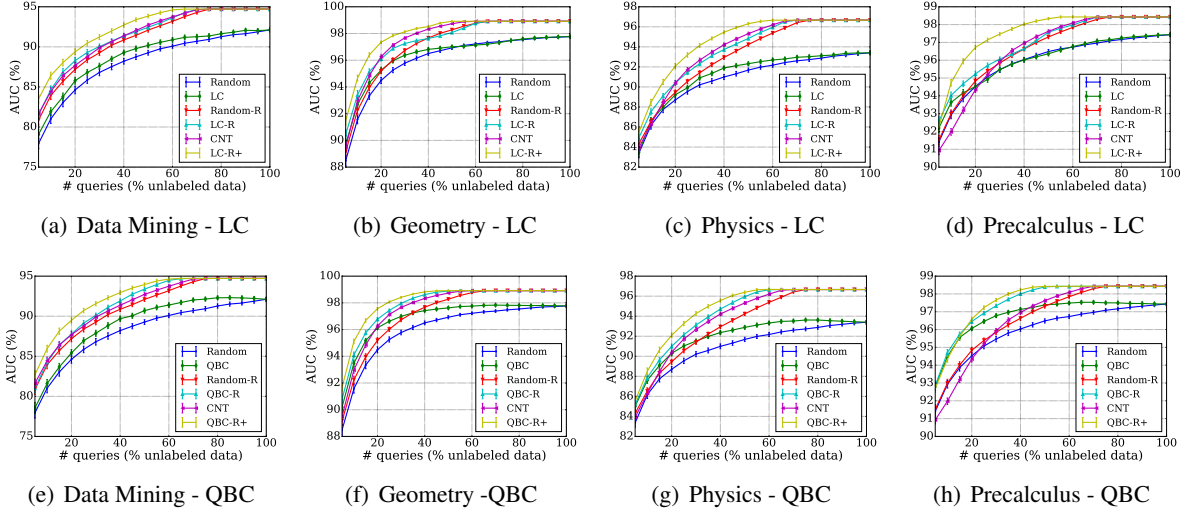 95
90
85
80
75
AUC (%)
20 40 60 80 100
# queries (% unlabeled data)
Random
LC
Random-R
LC-R
CNT
LC-R+
(a) Data Mining - LC
100
98
96
94
92
90
88
AUC (%)
20 40 60 80 100
# queries (% unlabeled data)
Random
LC
Random-R
LC-R
CNT
LC-R+
(b) Geometry - LC
98
96
94
92
90
88
86
84
82
AUC (%)
20 40 60 80 100
# queries (% unlabeled data)
Random
LC
Random-R
LC-R
CNT
LC-R+
(c) Physics - LC
99
98
97
96
95
94
93
92
91
90
AUC (%)
20 40 60 80 100
# queries (% unlabeled data)
Random
LC
Random-R
LC-R
CNT
LC-R+
(d) Precalculus - LC
95
90
85
80
75
AUC (%)
20 40 60 80 100
# queries (% unlabeled data)
Random
QBC
Random-R
QBC-R
CNT
QBC-R+
(e) Data Mining - QBC
100
98
96
94
92
90
88
AUC (%)
20 40 60 80 100
# queries (% unlabeled data)
Random
QBC
Random-R
QBC-R
CNT
QBC-R+
(f) Geometry -QBC
98
96
94
92
90
88
86
84
82
AUC (%)
20 40 60 80 100
# queries (% unlabeled data)
Random
QBC
Random-R
QBC-R
CNT
QBC-R+
(g) Physics - QBC
99
98
97
96
95
94
93
92
91
90
AUC (%)
20 40 60 80 100
# queries (% unlabeled data)
Random
QBC
Random-R
QBC-R
CNT
QBC-R+
(h) Precalculus - QBC